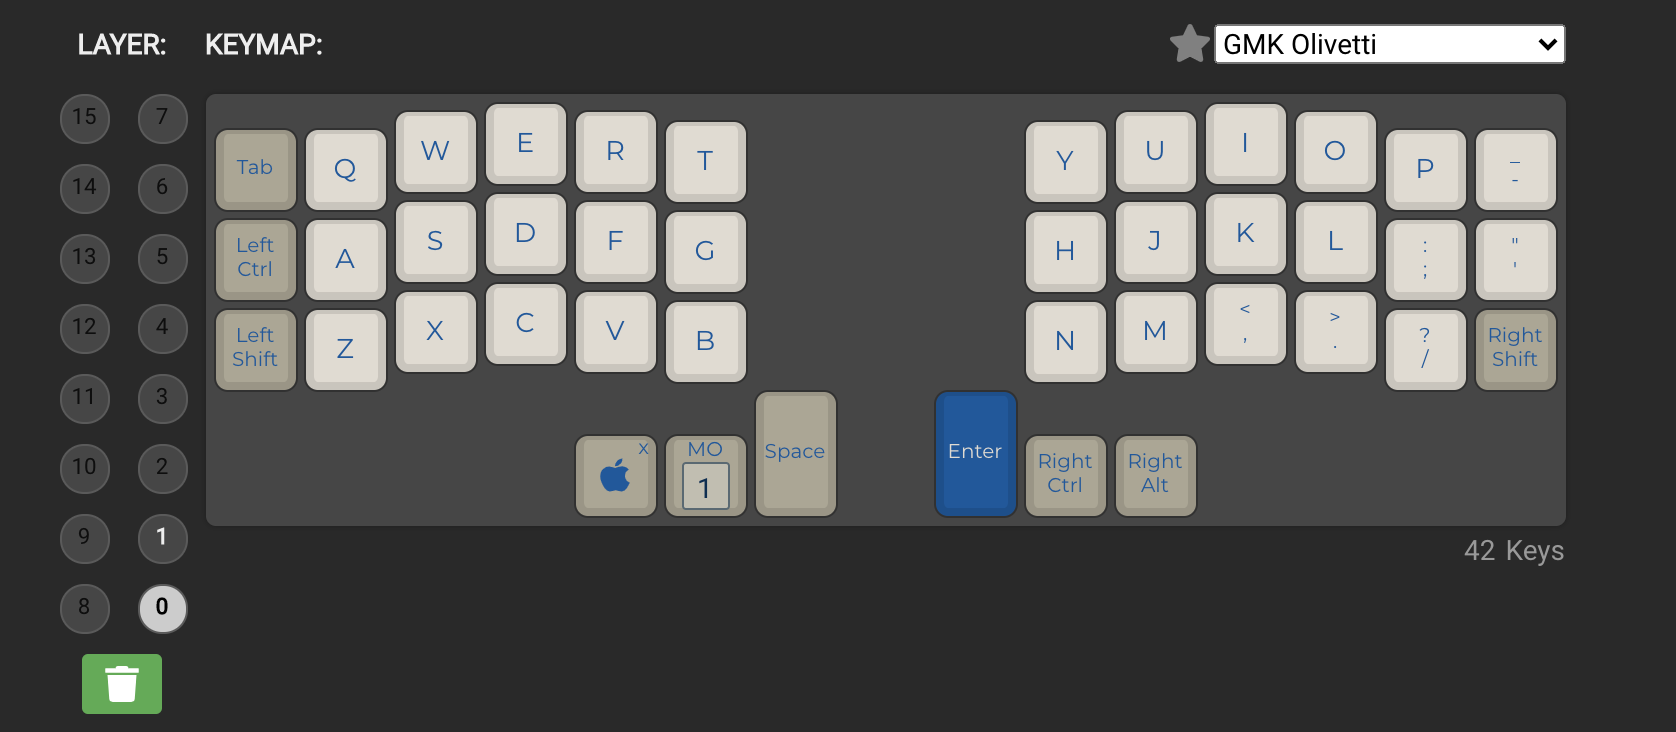 LAYER: KEYMAP: GMK Olivetti
15 7
14 6
13 5
12 4
11 3
10 2
9 1
8 0
Tab Q W E R T Y U I O P _ -
Left Ctrl A S D F G H J K L : ; " '
Left Shift Z X C V B N M < , > . ? / Right Shift
x MO 1 Space Enter Right Ctrl Right Alt
42 Keys